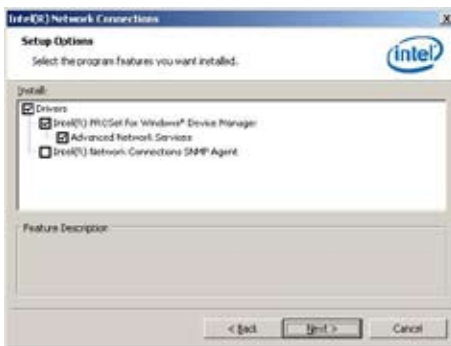 Intel(R) Network Connections
Setup Options
Select the program features you want installed.
intel
Install:
Drivers
Intel(R) PROSet for Windows* Device Manager
Advanced Network Services
Intel(R) Network Connections SNMP Agent
Feature Description
< Back
Next >
Cancel